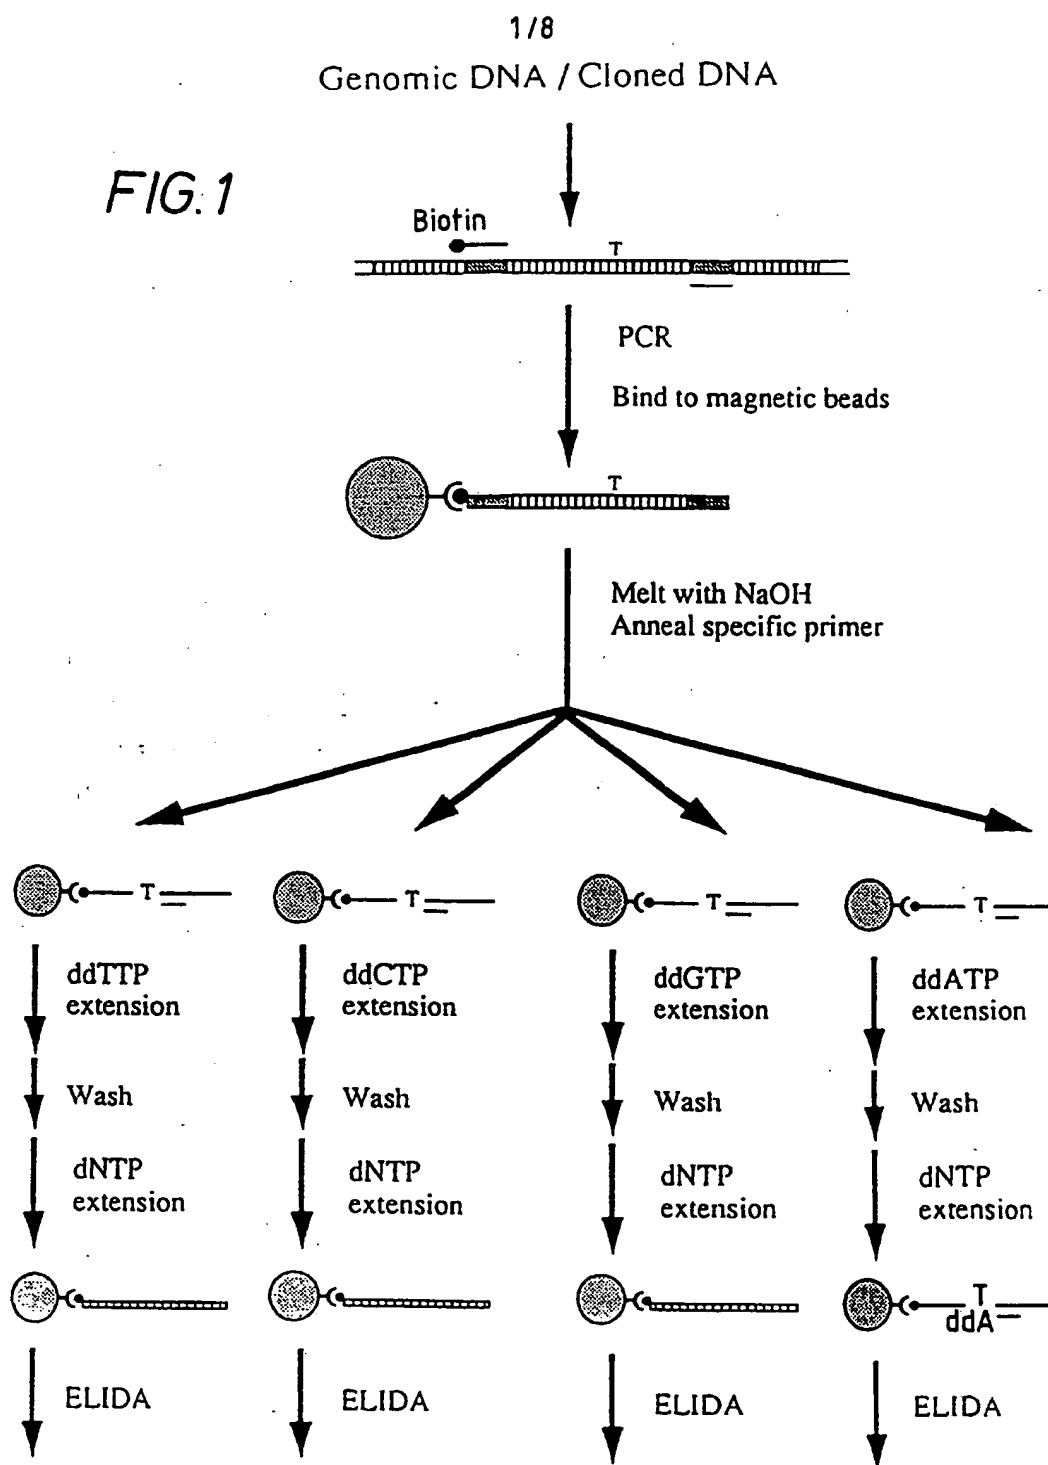 1/8
Genomic DNA / Cloned DNA
FIG.1
Biotin
T
PCR
Bind to magnetic beads
T
Melt with NaOH
Anneal specific primer
T T T T
ddTTP ddCTP ddGTP ddATP
extension extension extension extension
Wash Wash Wash Wash
dNTP dNTP dNTP dNTP
extension extension extension extension
T
ddA
ELIDA ELIDA ELIDA ELIDA